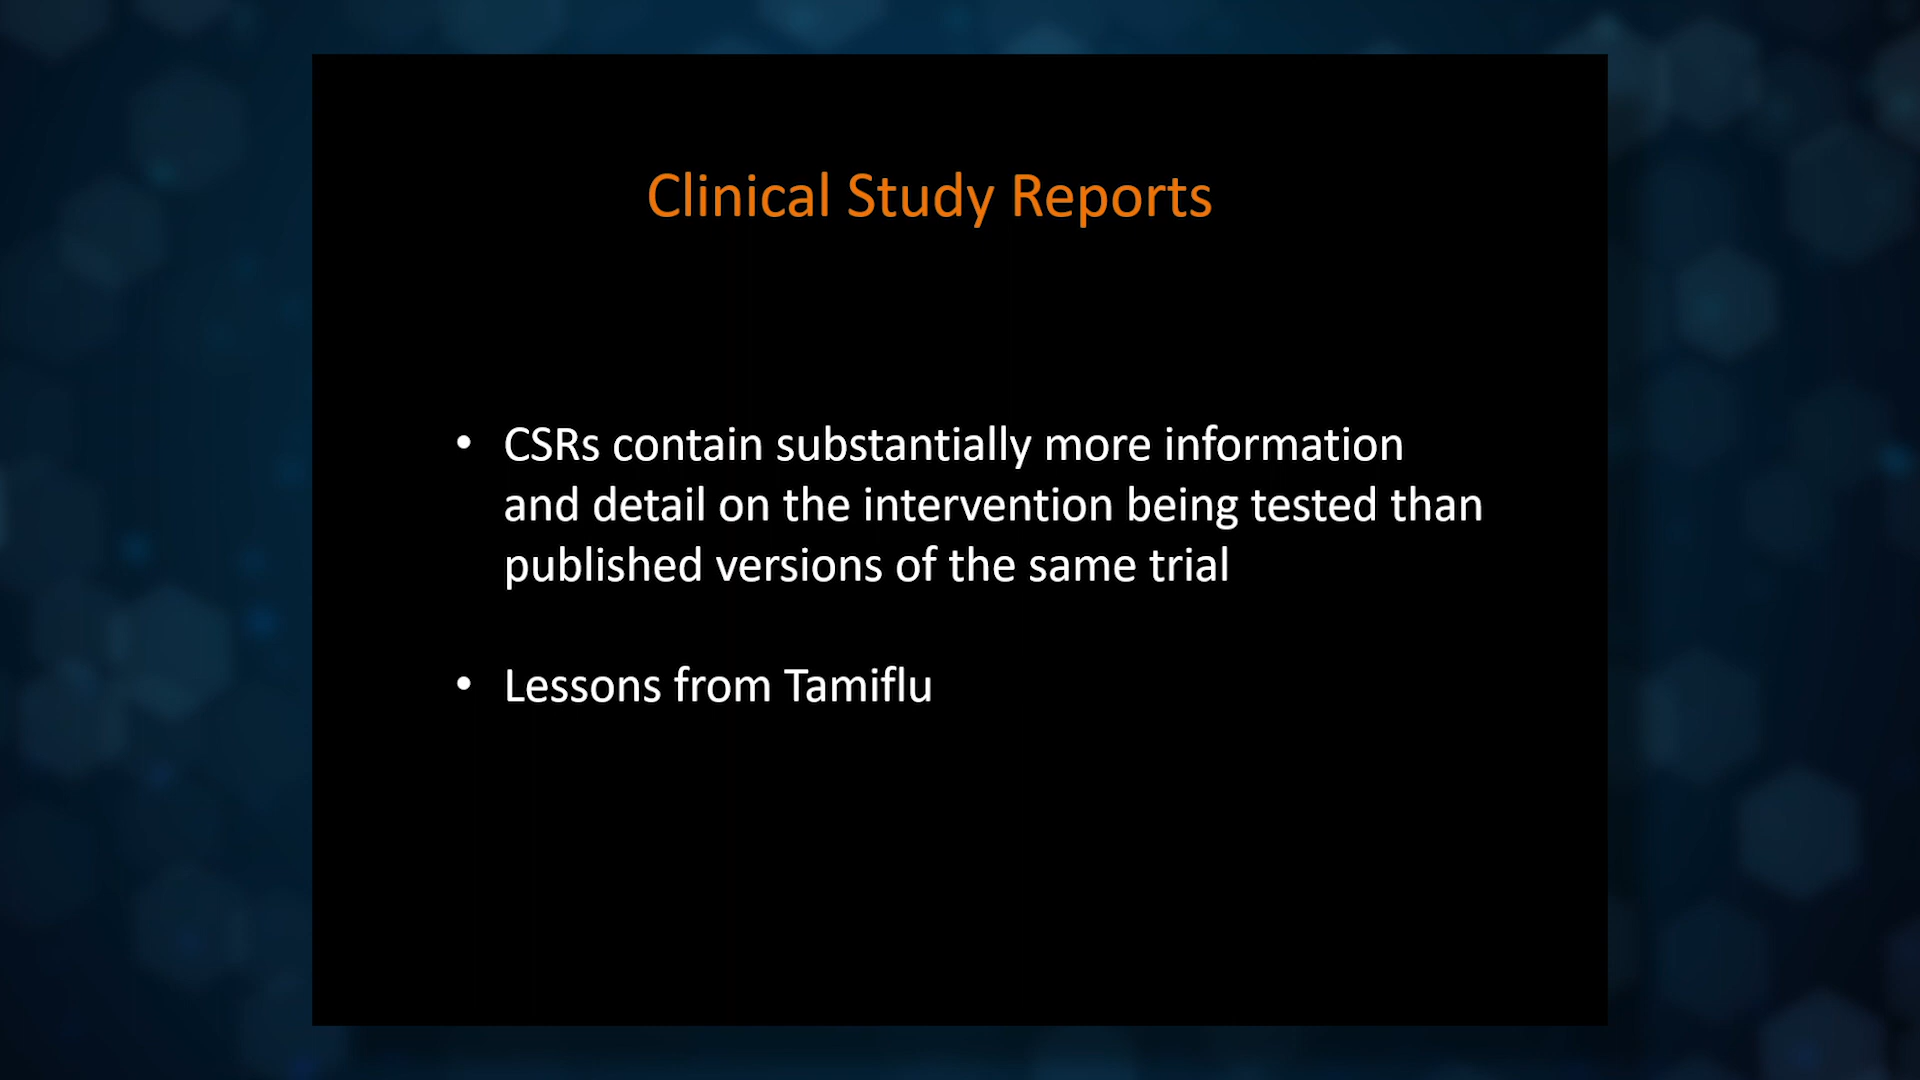 Clinical Study Reports
• CSRs contain substantially more information
and detail on the intervention being tested than
published versions of the same trial
• Lessons from Tamiflu